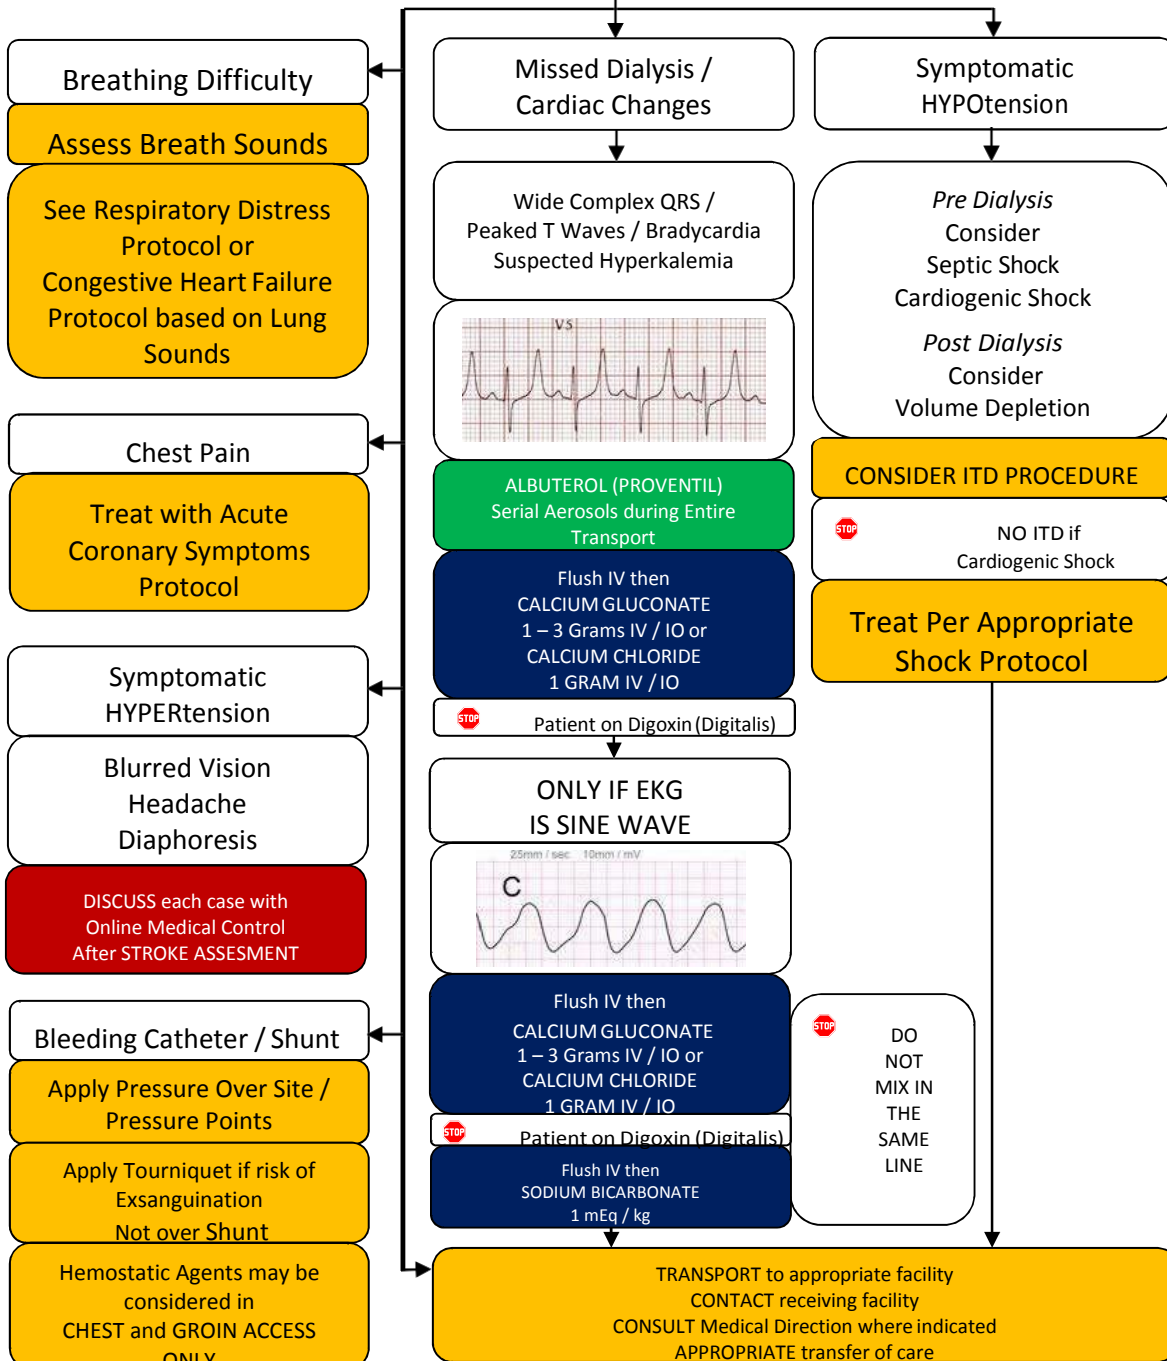 Breathing Difficulty
Assess Breath Sounds
See Respiratory Distress
Protocol or
Congestive Heart Failure
Protocol based on Lung
Sounds
Chest Pain
Treat with Acute
Coronary Symptoms
Protocol
Symptomatic
HYPERtension
Blurred Vision
Headache
Diaphoresis
DISCUSS each case with
Online Medical Control
After STROKE ASSESMENT
Bleeding Catheter / Shunt
Apply Pressure Over Site /
Pressure Points
Apply Tourniquet if risk of
Exsanguination
Not over Shunt
Hemostatic Agents may be
considered in
CHEST and GROIN ACCESS
ONLY
Missed Dialysis /
Cardiac Changes
Wide Complex QRS /
Peaked T Waves / Bradycardia
Suspected Hyperkalemia
V5
ALBUTEROL (PROVENTIL)
Serial Aerosols during Entire
Transport
Flush IV then
CALCIUM GLUCONATE
1 – 3 Grams IV / IO or
CALCIUM CHLORIDE
1 GRAM IV / IO
STOP
Patient on Digoxin (Digitalis)
ONLY IF EKG
IS SINE WAVE
25mm / sec 10mm / mV
C
Flush IV then
CALCIUM GLUCONATE
1 – 3 Grams IV / IO or
CALCIUM CHLORIDE
1 GRAM IV / IO
STOP
Patient on Digoxin (Digitalis)
Flush IV then
SODIUM BICARBONATE
1 mEq / kg
STOP
DO
NOT
MIX IN
THE
SAME
LINE
Symptomatic
HYPOtension
Pre Dialysis
Consider
Septic Shock
Cardiogenic Shock
Post Dialysis
Consider
Volume Depletion
CONSIDER ITD PROCEDURE
STOP
NO ITD if
Cardiogenic Shock
Treat Per Appropriate
Shock Protocol
TRANSPORT to appropriate facility
CONTACT receiving facility
CONSULT Medical Direction where indicated
APPROPRIATE transfer of care